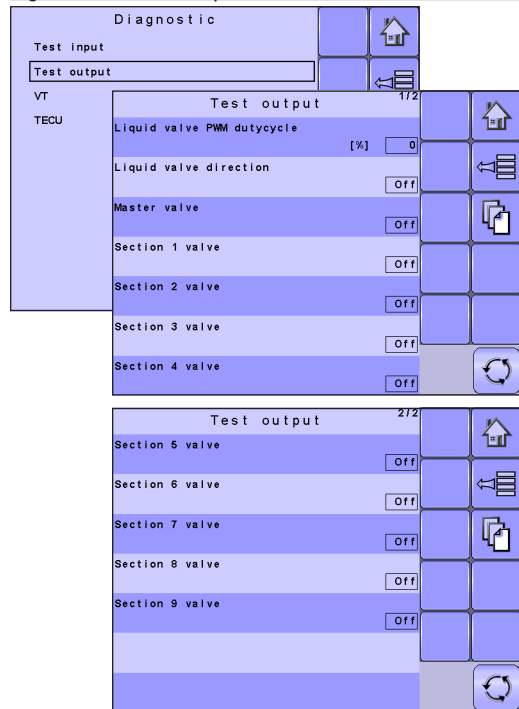 Diagnostic
Test input
Test output
VT
TECU
Test output 1/2
Liquid valve PWM dutycycle
[%] 0
Liquid valve direction
Off
Master valve
Off
Section 1 valve
Off
Section 2 valve
Off
Section 3 valve
Off
Section 4 valve
Off
Test output 2/2
Section 5 valve
Off
Section 6 valve
Off
Section 7 valve
Off
Section 8 valve
Off
Section 9 valve
Off